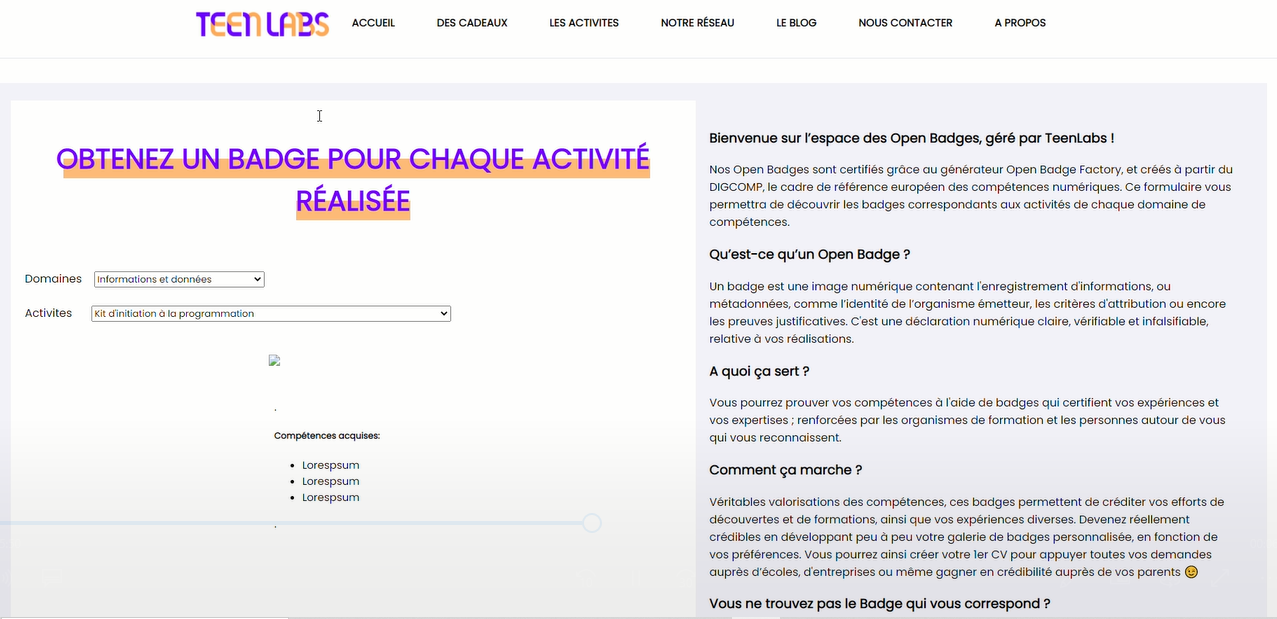 TEEN LABS
ACCUEIL DES CADEAUX LES ACTIVITES NOTRE RÉSEAU LE BLOG NOUS CONTACTER A PROPOS
OBTENEZ UN BADGE POUR CHAQUE ACTIVITÉ
RÉALISÉE
Domaines Informations et données
Activites Kit d'initiation à la programmation
.
Compétences acquises:
• Lorespsum
• Lorespsum
• Lorespsum
.
Bienvenue sur l'espace des Open Badges, géré par TeenLabs !
Nos Open Badges sont certifiés grâce au générateur Open Badge Factory, et créés à partir du
DIGCOMP, le cadre de référence européen des compétences numériques. Ce formulaire vous
permettra de découvrir les badges correspondants aux activités de chaque domaine de
compétences.
Qu'est-ce qu'un Open Badge ?
Un badge est une image numérique contenant l'enregistrement d'informations, ou
métadonnées, comme l'identité de l'organisme émetteur, les critères d'attribution ou encore
les preuves justificatives. C'est une déclaration numérique claire, vérifiable et infalsifiable,
relative à vos réalisations.
A quoi ça sert ?
Vous pourrez prouver vos compétences à l'aide de badges qui certifient vos expériences et
vos expertises ; renforcées par les organismes de formation et les personnes autour de vous
qui vous reconnaissent.
Comment ça marche ?
Véritables valorisations des compétences, ces badges permettent de créditer vos efforts de
découvertes et de formations, ainsi que vos expériences diverses. Devenez réellement
crédibles en développant peu à peu votre galerie de badges personnalisée, en fonction de
vos préférences. Vous pourrez ainsi créer votre 1er CV pour appuyer toutes vos demandes
auprès d'écoles, d'entreprises ou même gagner en crédibilité auprès de vos parents 😉
Vous ne trouvez pas le Badge qui vous correspond ?